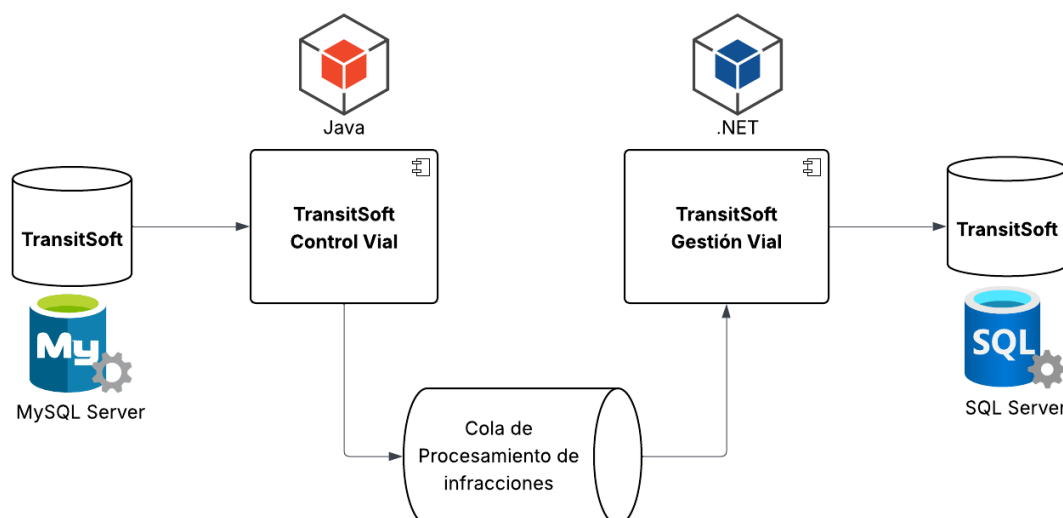 Java
.NET
TransitSoft
TransitSoft
Control Vial
TransitSoft
Gestión Vial
TransitSoft
My
MySQL Server
SQL
SQL Server
Cola de
Procesamiento de
infracciones